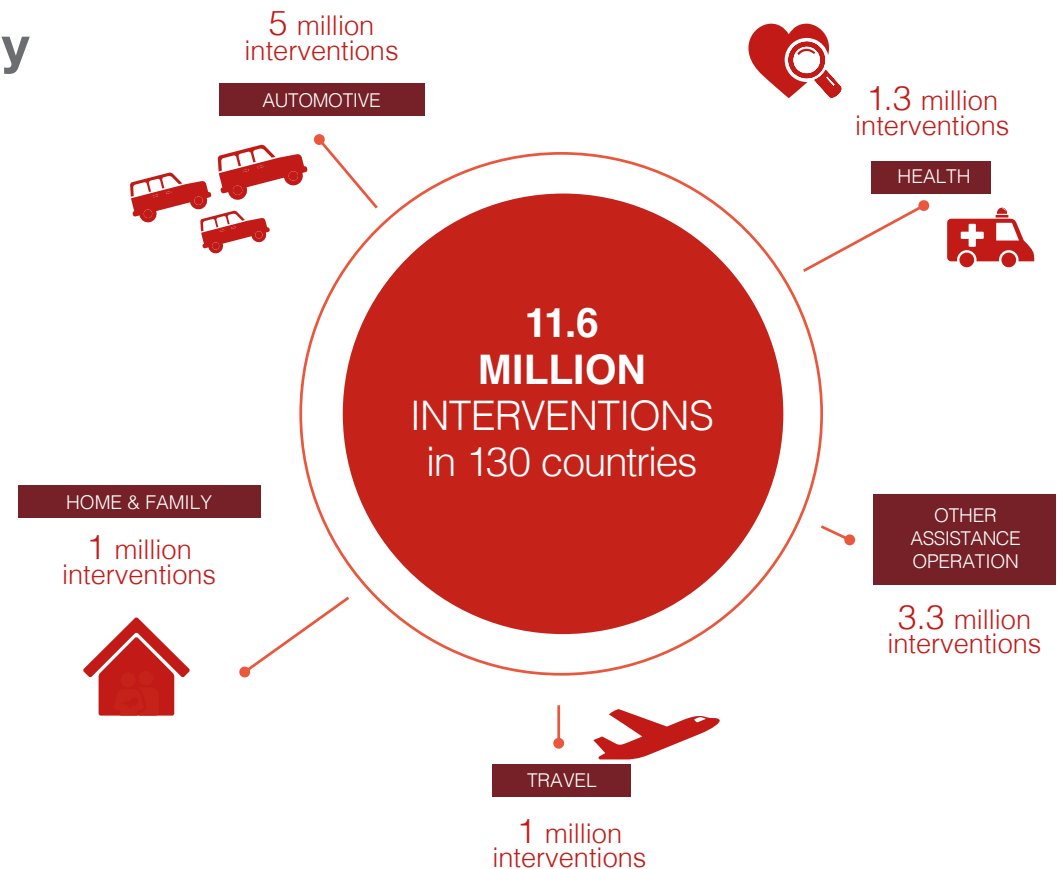 y
5 million
interventions
AUTOMOTIVE
1.3 million
interventions
HEALTH
11.6
MILLION
INTERVENTIONS
in 130 countries
HOME & FAMILY
1 million
interventions
OTHER
ASSISTANCE
OPERATION
3.3 million
interventions
TRAVEL
1 million
interventions